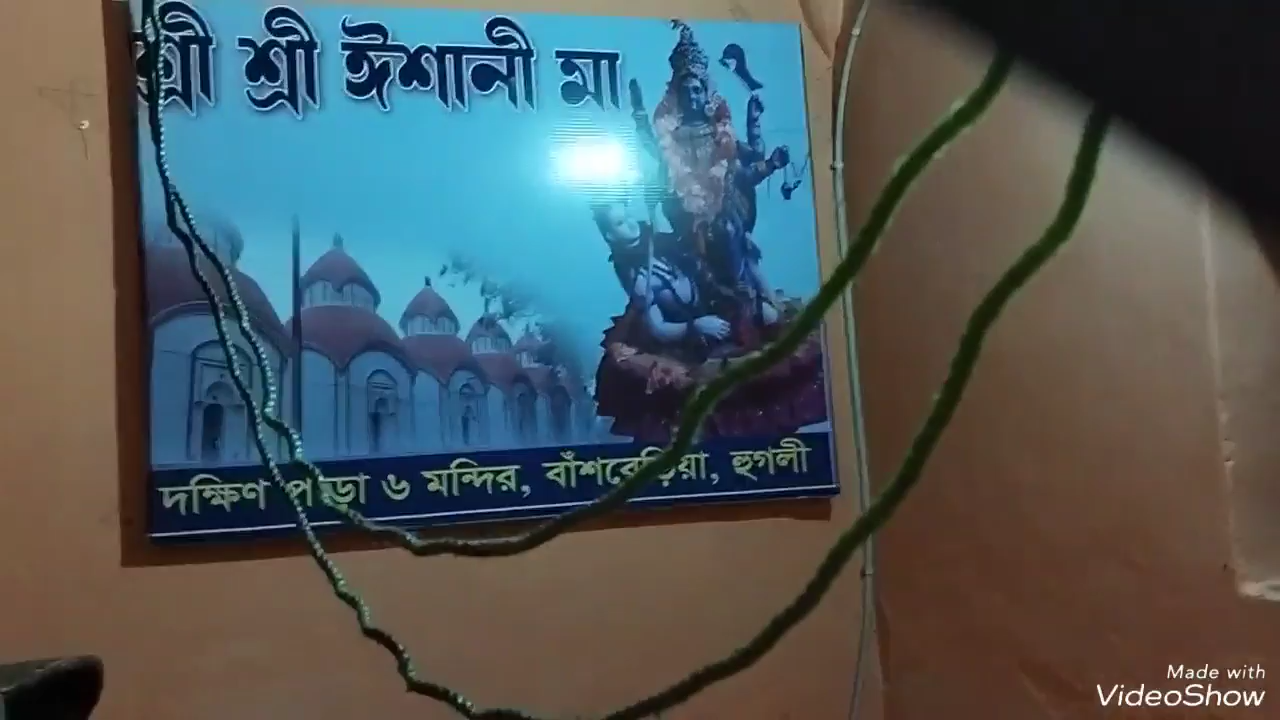 শ্রী শ্রী ঈশানী মা
দক্ষিণ পাড়া ৬ মন্দির, বাঁশবেড়িয়া, হুগলী
Made with
VideoShow